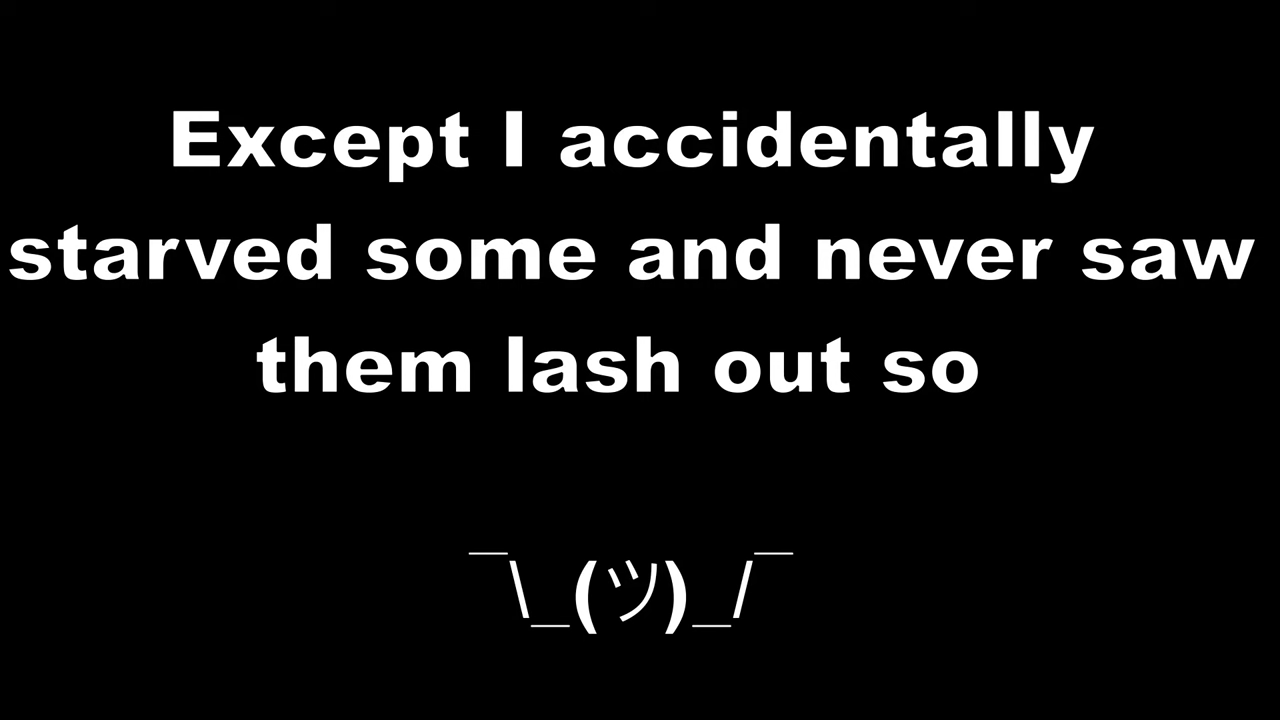 Except I accidentally
starved some and never saw
them lash out so
¯\_(ツ)_/¯